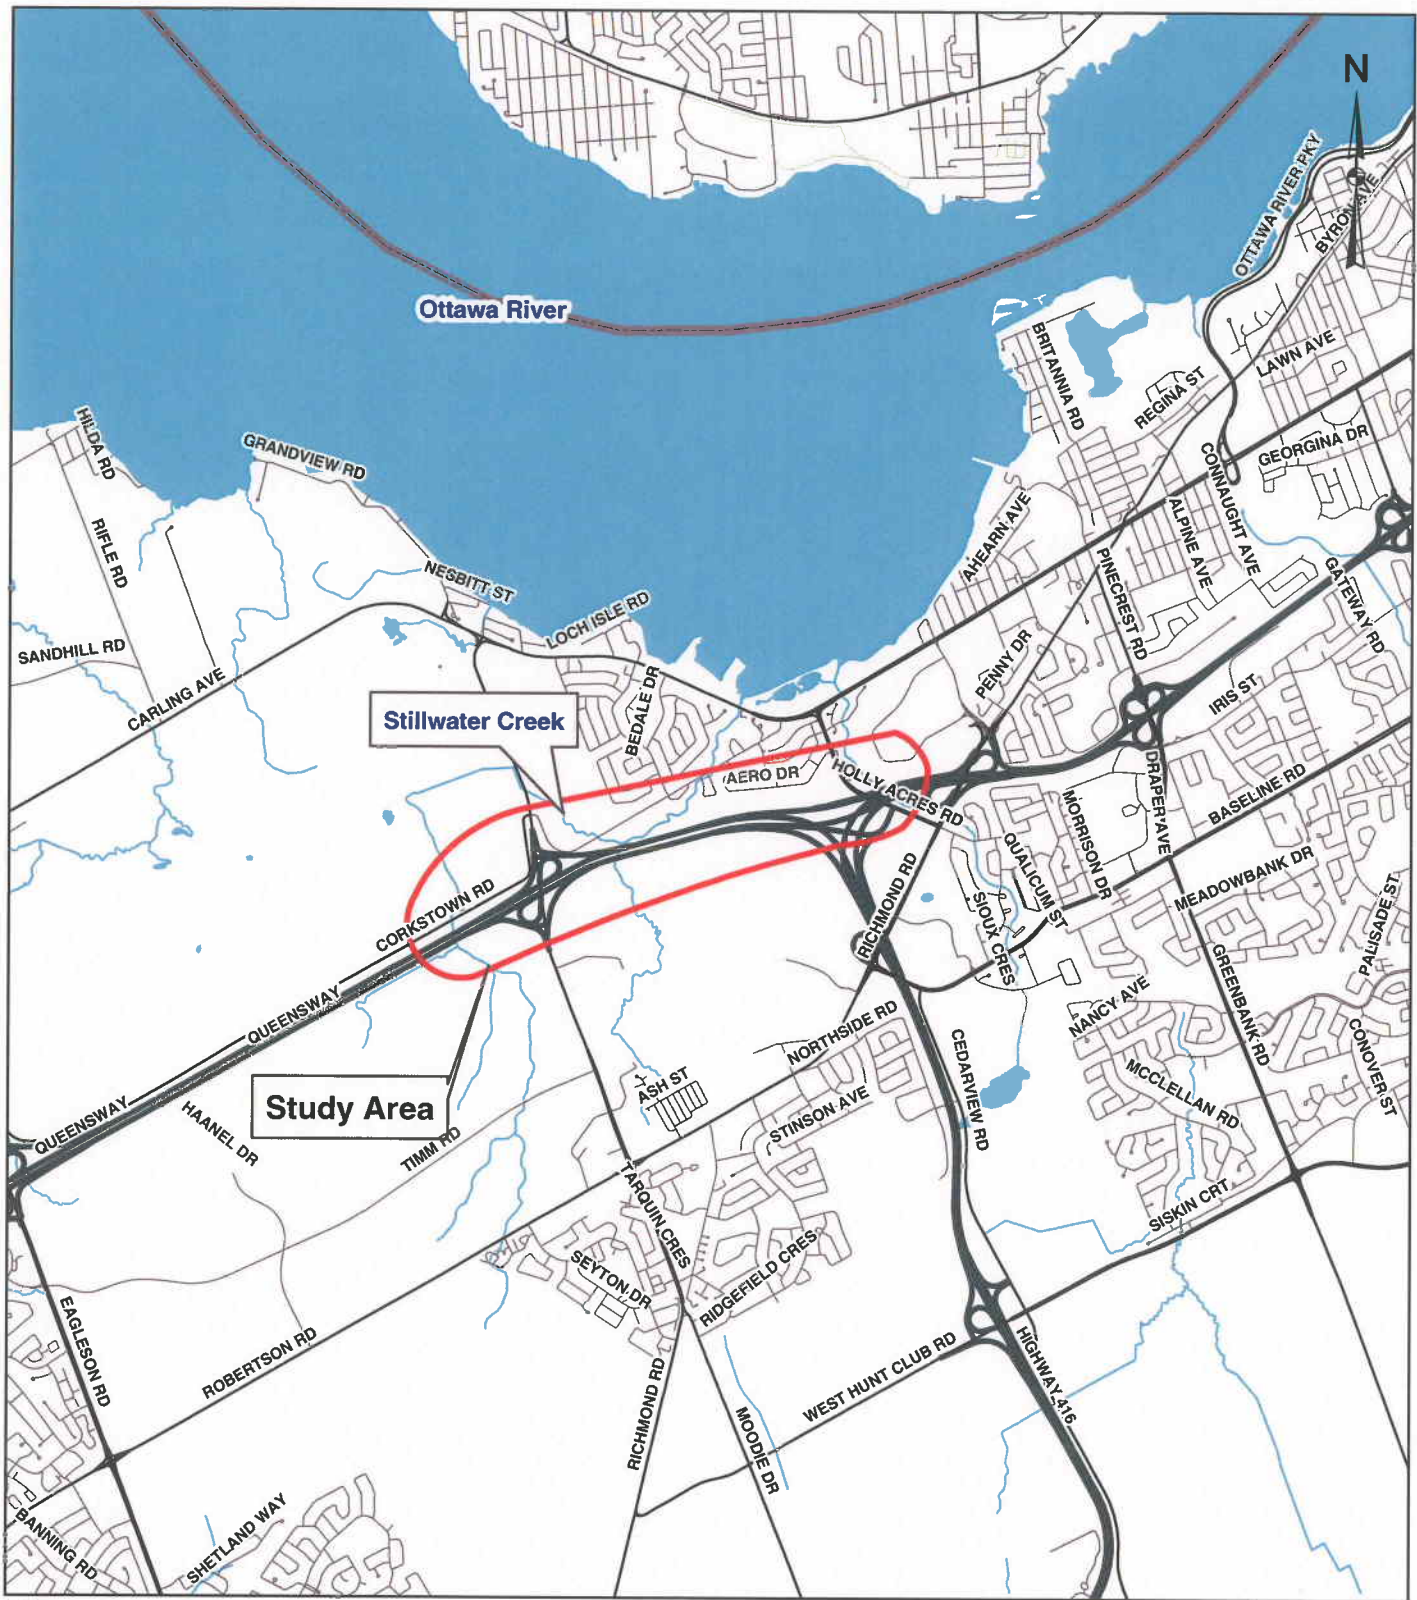 N
OTTAWA RIVER PKY
BYRON AVE
Ottawa River
BRITANNIA RD
LAWN AVE
REGINA ST
HILDA RD
GRANDVIEW RD
GEORGINA DR
CONNAUGHT AVE
ALPINE AVE
AHEARN AVE
RIFLE RD
NESBITT ST
PINECREST RD
GATEWAY RD
LOCH ISLE RD
SANDHILL RD
PENNY DR
CARLING AVE
BEDALE DR
IRIS ST
Stillwater Creek
AERO DR
HOLLY ACRES RD
DRAPER AVE
BASELINE RD
MORRISON DR
QUALICUM ST
MEADOWBANK DR
CORKSTOWN RD
RICHMOND RD
SIOUX CRES
PALISADE ST
GREENBANK RD
QUEENSWAY
NANCY AVE
NORTHSIDE RD
CEDARVIEW RD
CONOVER ST
ASH ST
MCCLELLAN RD
Study Area
QUEENSWAY
HAANEL DR
TIMM RD
STINSON AVE
TARQUIN CRES
SISKIN CRT
SEYTON DR
RIDGEFIELD CRES
EAGLESON RD
ROBERTSON RD
WEST HUNT CLUB RD
HIGHWAY 416
RICHMOND RD
MOODIE DR
SHETLAND WAY
BANNING RD